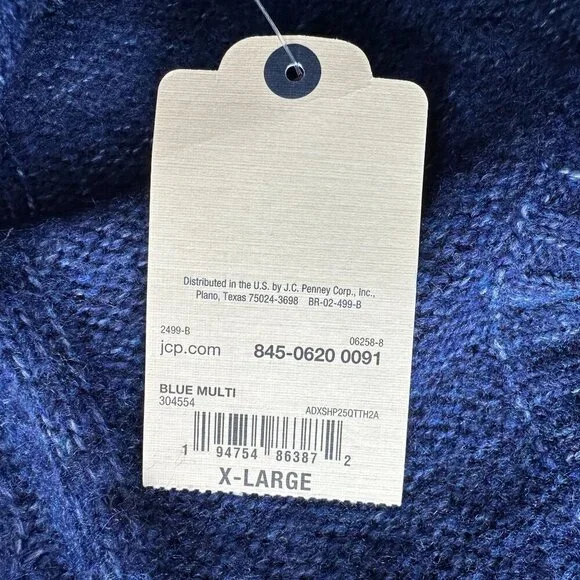 Distributed in the U.S. by J.C. Penney Corp., Inc.,
Plano, Texas 75024-3698 BR-02-499-B
2499-B 06258-8
jcp.com 845-0620 0091
BLUE MULTI
304554 ADXSHP25QTTH2A
1 94754 86387 2
X-LARGE